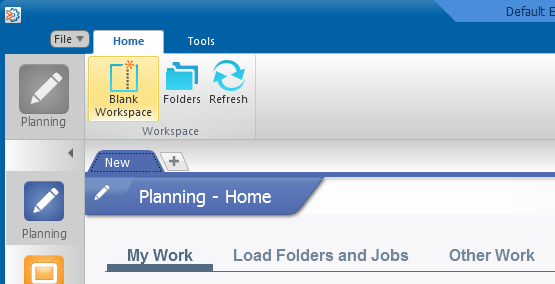 Default E
File Home Tools
Planning
Blank Workspace Folders Refresh
Workspace
New
Planning - Home
Planning
My Work Load Folders and Jobs Other Work